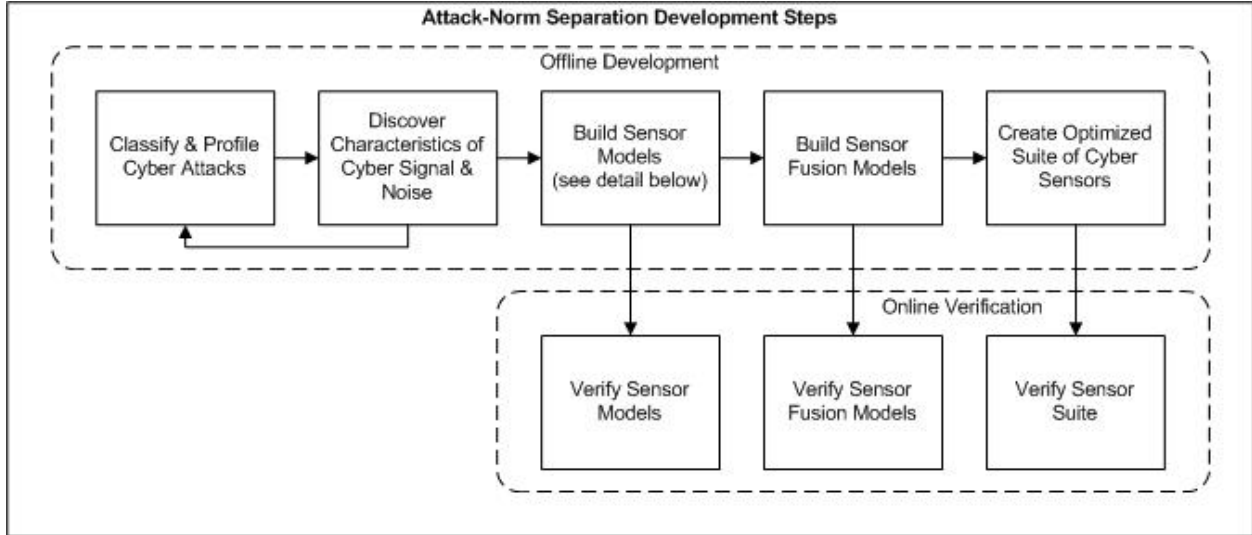 Attack-Norm Separation Development Steps
Offline Development
Classify & Profile
Cyber Attacks
Discover
Characteristics of
Cyber Signal &
Noise
Build Sensor
Models
(see detail below)
Build Sensor
Fusion Models
Create Optimized
Suite of Cyber
Sensors
Online Verification
Verify Sensor
Models
Verify Sensor
Fusion Models
Verify Sensor
Suite